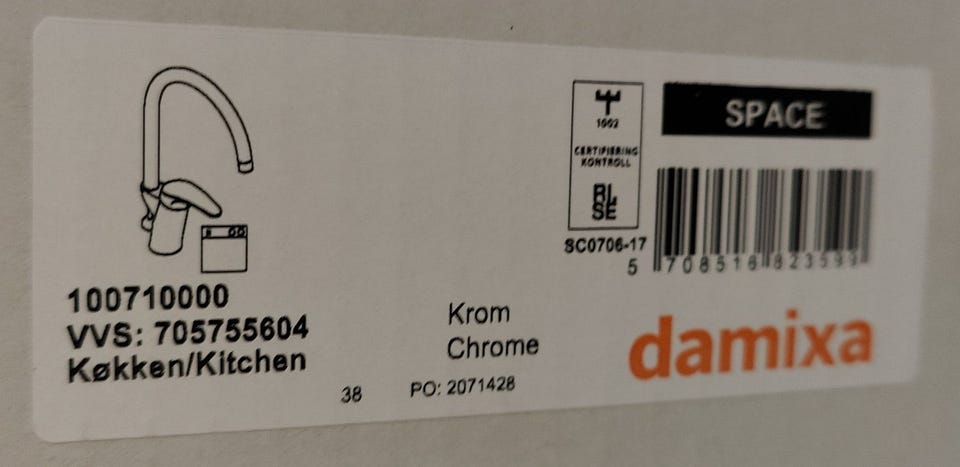 1002
CERTIFIERING
KONTROLL
RI
SE
SC0706-17
SPACE
5 708516 823599
100710000
VVS: 705755604
Køkken/Kitchen
Krom
Chrome
38
PO: 2071428
damixa